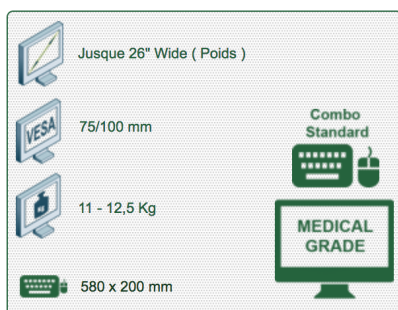 Jusque 26" Wide ( Poids )
VESA
75/100 mm
Combo
Standard
KG
11 - 12,5 Kg
MEDICAL
GRADE
580 x 200 mm